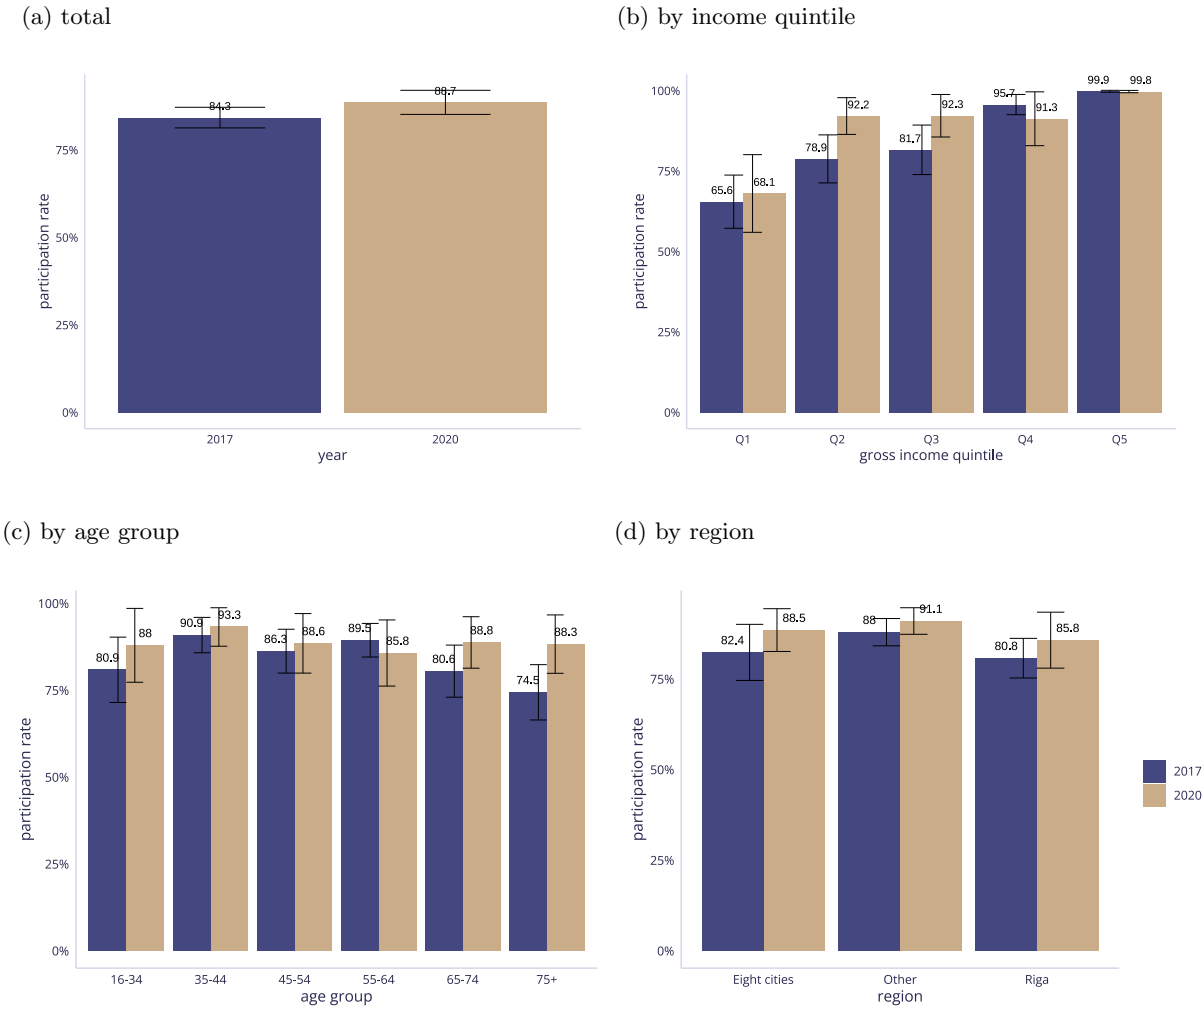 (a) total
84.3
88.7
75%
50%
25%
0%
participation rate
2017
2020
year
(b) by income quintile
100%
75%
50%
25%
0%
participation rate
65.6
68.1
78.9
92.2
81.7
92.3
95.7
91.3
99.9
99.8
Q1
Q2
Q3
Q4
Q5
gross income quintile
(c) by age group
100%
75%
50%
25%
0%
participation rate
80.9
88
90.9
93.3
86.3
88.6
89.5
85.8
80.6
88.8
74.5
88.3
16-34
35-44
45-54
55-64
65-74
75+
age group
(d) by region
75%
50%
25%
0%
participation rate
82.4
88.5
88
91.1
80.8
85.8
Eight cities
Other
Riga
region
2017
2020